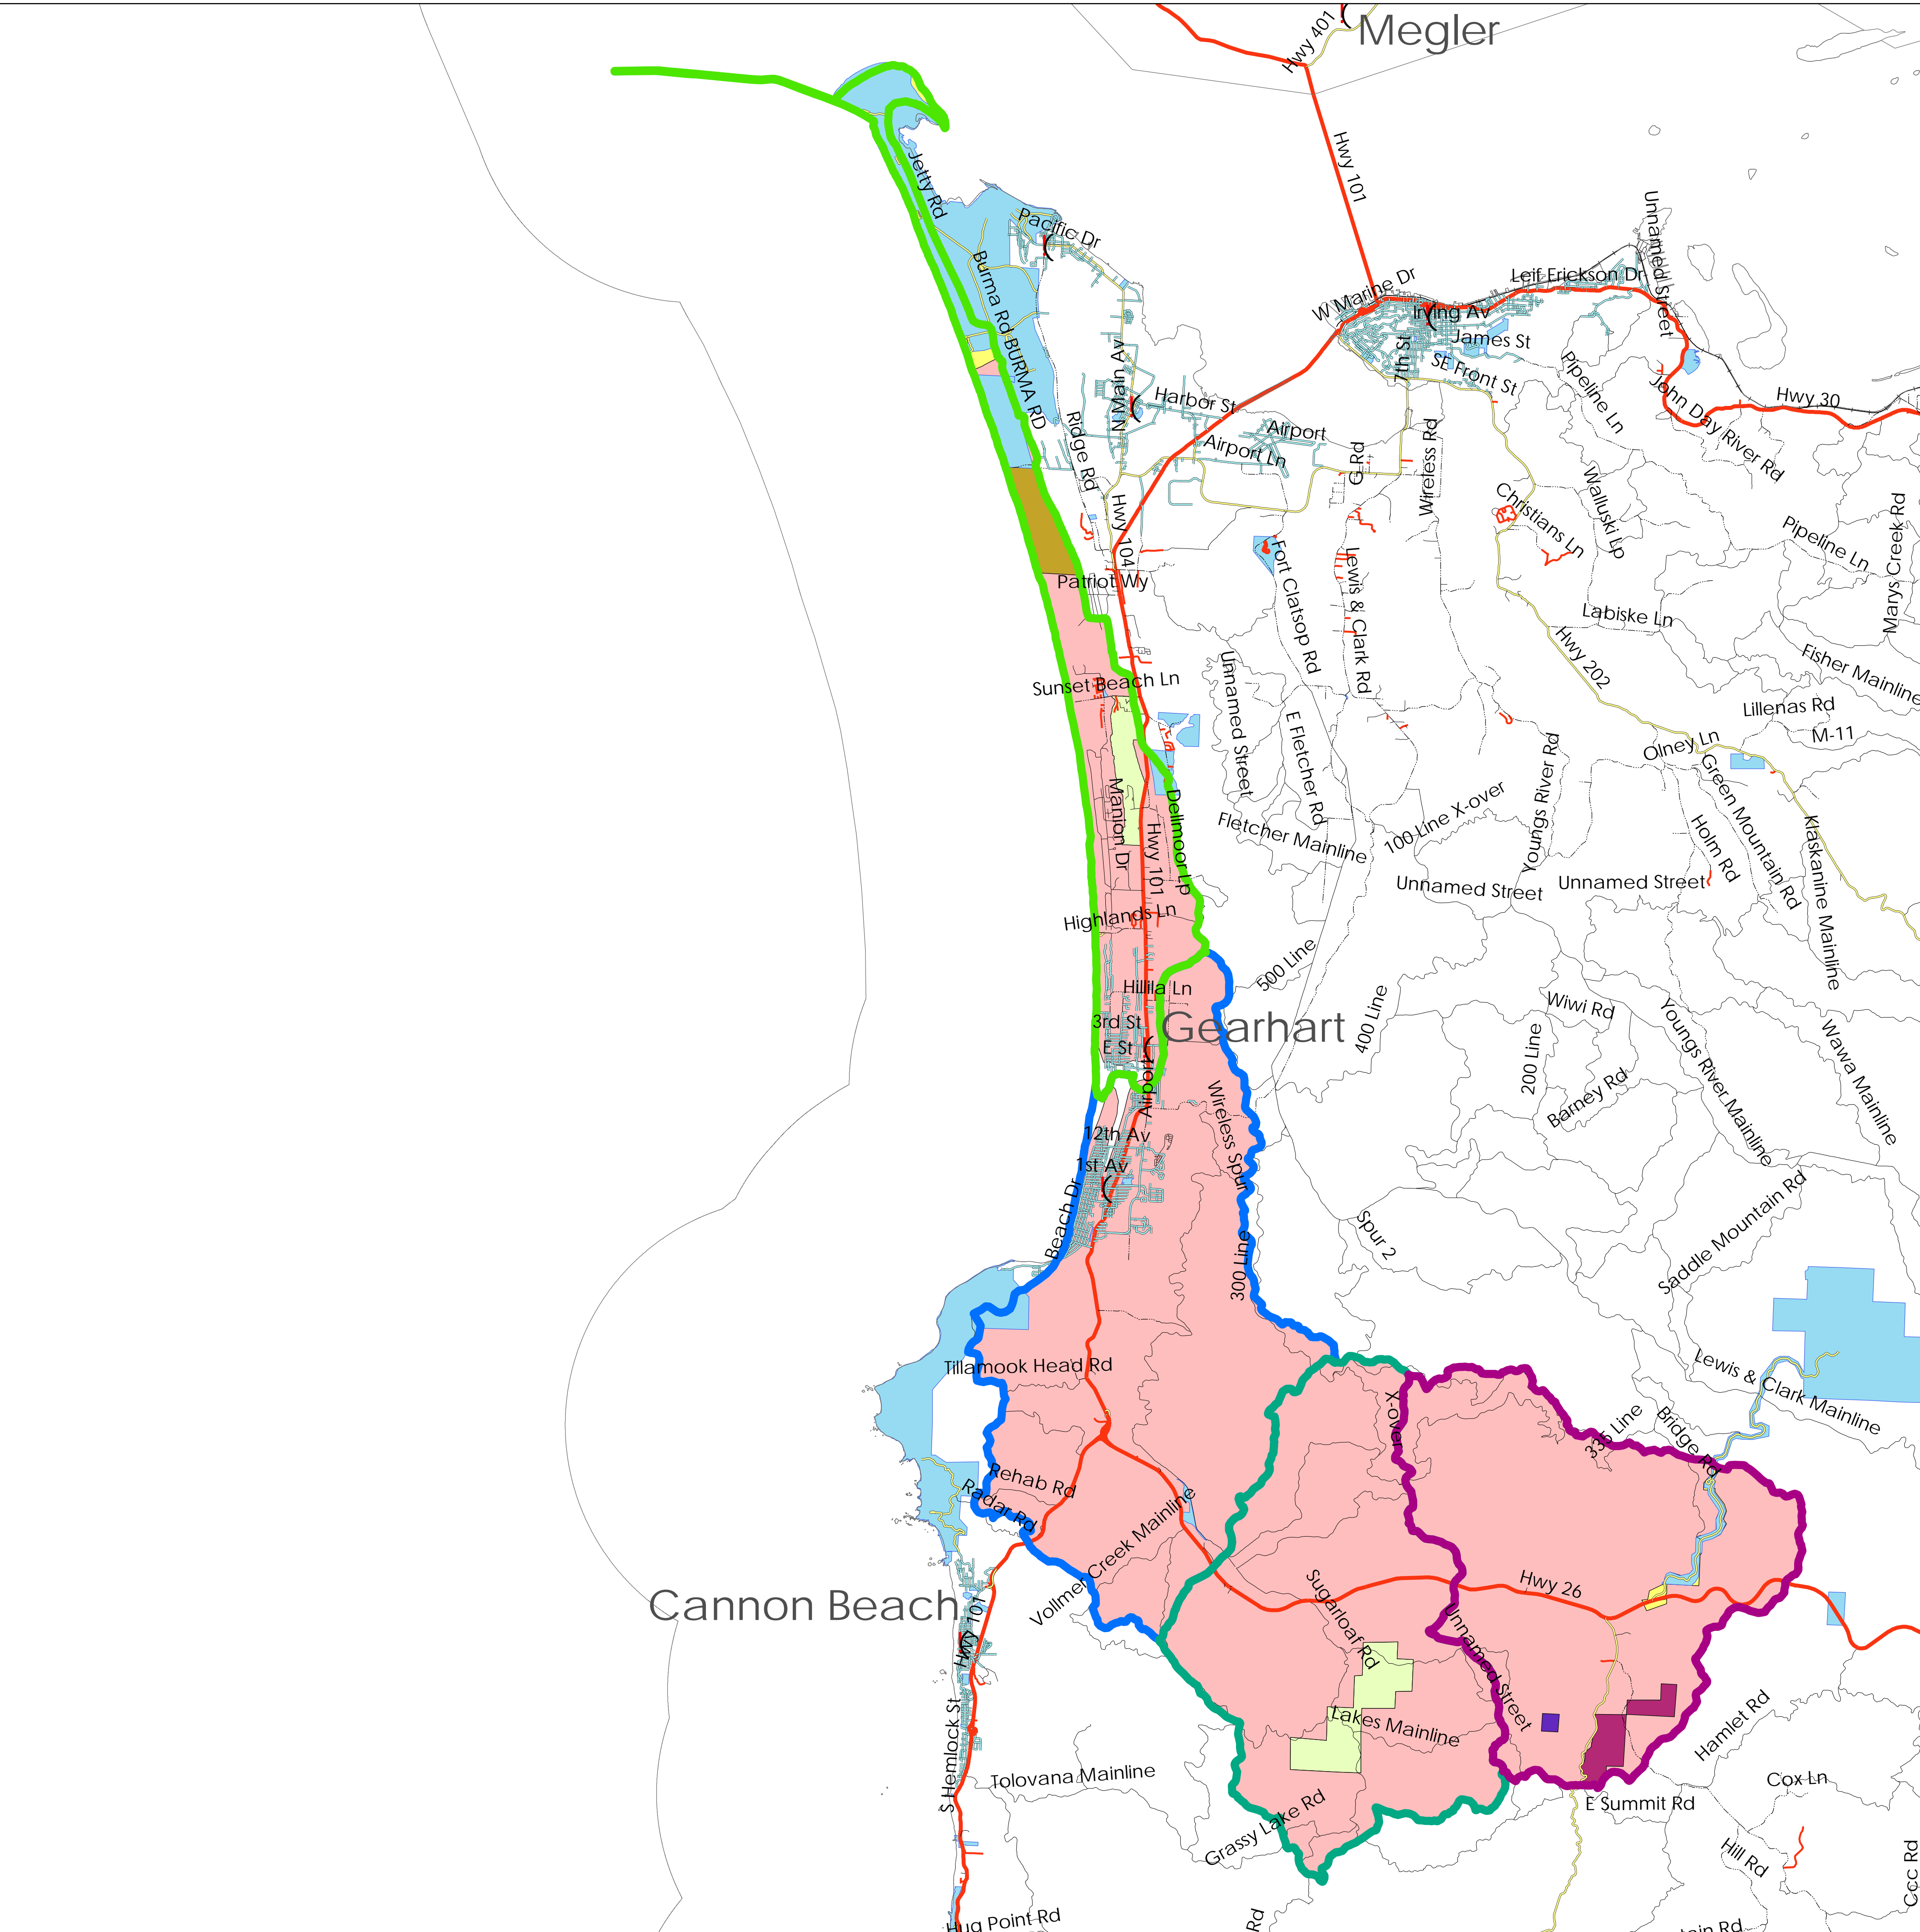 Megler
Hwy 401
Hwy 101
Jetty Rd
Pacific Dr
Burma Rd
BURMA RD
Unnamed Street
Leif Erickson Dr
W Marine Dr
Irving Av
James St
7th St
SE Front St
Pipeline Ln
John Day River Rd
Hwy 30
N Main Av
Harbor St
Airport
Airport Ln
Ridge Rd
G Rd
Wireless Rd
Hwy 104
Christians Ln
Walluski Lp
Pipeline Ln
Marys Creek Rd
Patriot Wy
Fort Clatsop Rd
Lewis & Clark Rd
Labiske Ln
Hwy 202
Fisher Mainline
Sunset Beach Ln
Unnamed Street
E Fletcher Rd
Lillenas Rd
M-11
Olney Ln
Youngs River Rd
Green Mountain Rd
Manion Dr
Hwy 101
Dellmoor Lp
Fletcher Mainline
100 Line X-over
Holm Rd
Klaskanine Mainline
Unnamed Street
Unnamed Street
Highlands Ln
500 Line
Hillila Ln
400 Line
Wiwi Rd
3rd St
Gearhart
E St
200 Line
Youngs River Mainline
Wawa Mainline
Airport
Barney Rd
Wireless Spur
12th Av
1st Av
Beach Dr
300 Line
Spur 2
Saddle Mountain Rd
Tillamook Head Rd
Lewis & Clark Mainline
X-over
335 Line
Bridge Rd
Rehab Rd
Radar Rd
Vollmer Creek Mainline
Hwy 26
Sugarloaf Rd
Cannon Beach
Hwy 101
Unnamed Street
S Hemlock St
Lakes Mainline
Hamlet Rd
Tolovana Mainline
Cox Ln
E Summit Rd
Grassy Lake Rd
Hill Rd
Ccc Rd
Hug Point Rd
Rd
Rd